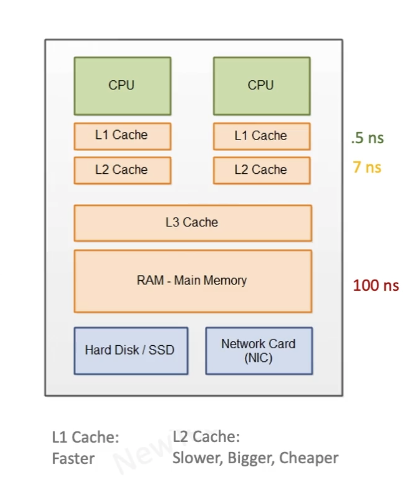 CPU CPU
L1 Cache L1 Cache .5 ns
L2 Cache L2 Cache 7 ns
L3 Cache
RAM - Main Memory
100 ns
Hard Disk / SSD
Network Card
(NIC)
L1 Cache:
Faster
L2 Cache:
Slower, Bigger, Cheaper